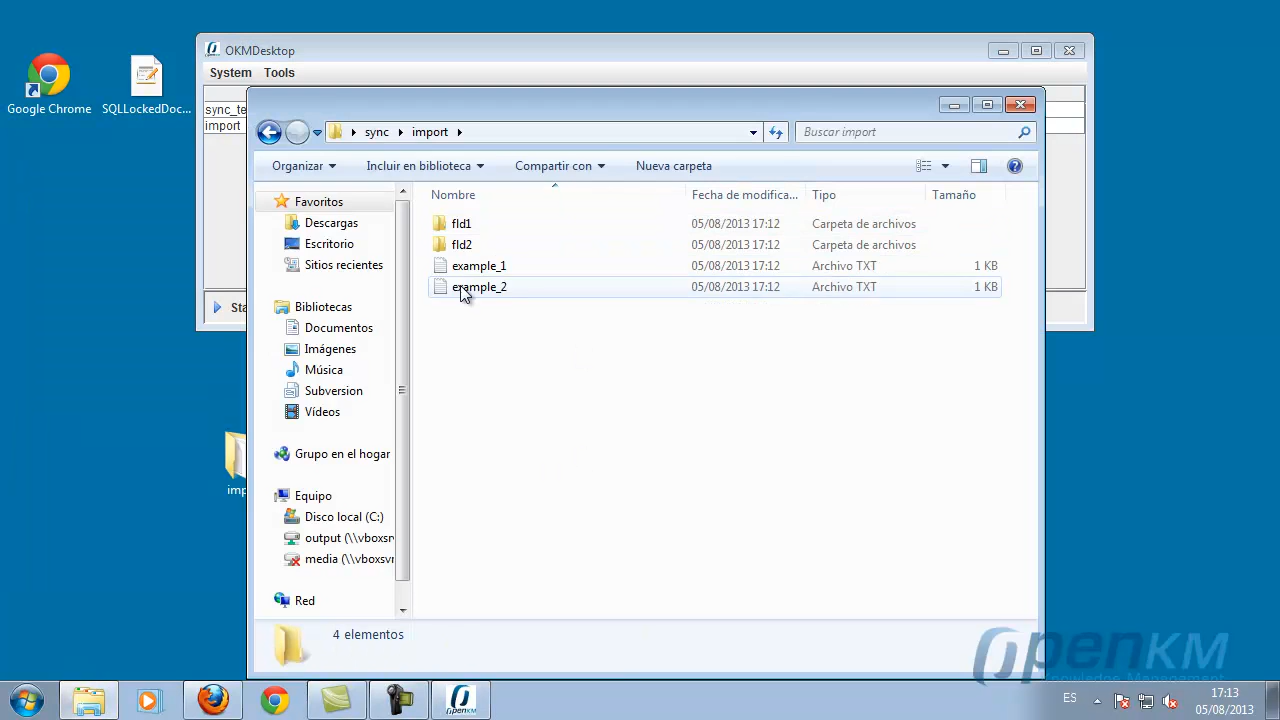 OKMDesktop
System Tools
Google Chrome
SQLLockedDoc...
sync_te
import
sync import
Buscar import
Organizar Incluir en biblioteca Compartir con Nueva carpeta
Nombre Fecha de modifica... Tipo Tamaño
Favoritos
Descargas
Escritorio
Sitios recientes
Bibliotecas
Documentos
Imágenes
Música
Subversion
Vídeos
Grupo en el hogar
Equipo
Disco local (C:)
output (\\vboxsr
media (\\vboxsv
Red
fld1 05/08/2013 17:12 Carpeta de archivos
fld2 05/08/2013 17:12 Carpeta de archivos
example_1 05/08/2013 17:12 Archivo TXT 1 KB
example_2 05/08/2013 17:12 Archivo TXT 1 KB
Sta
imp
4 elementos
OpenKM
Knowledge Management
OPENKM
ES
17:13
05/08/2013